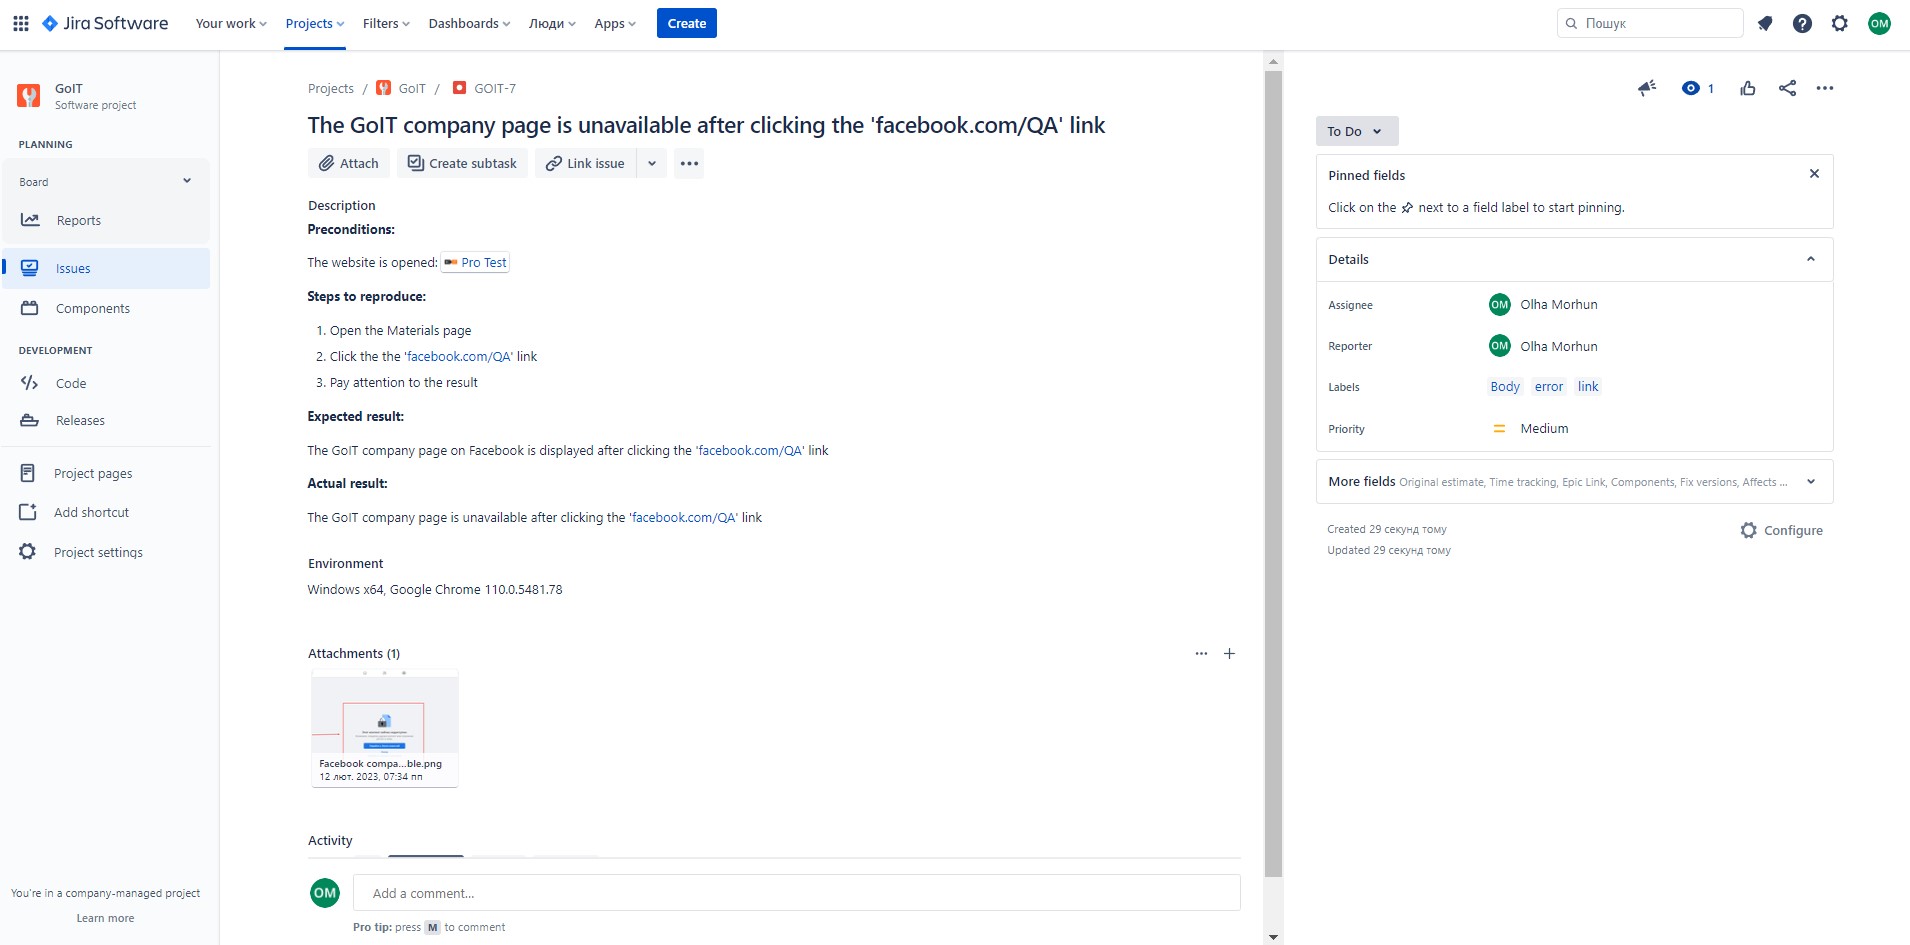 Jira Software
Your work
Projects
Filters
Dashboards
Люди
Apps
Create
Пошук
OM
GoIT
Software project
PLANNING
Board
Reports
Issues
Components
DEVELOPMENT
Code
Releases
Project pages
Add shortcut
Project settings
You're in a company-managed project
Learn more
Projects / GoIT / GOIT-7
The GoIT company page is unavailable after clicking the 'facebook.com/QA' link
Attach
Create subtask
Link issue
Description
Preconditions:
The website is opened: Pro Test
Steps to reproduce:
1. Open the Materials page
2. Click the the 'facebook.com/QA' link
3. Pay attention to the result
Expected result:
The GoIT company page on Facebook is displayed after clicking the 'facebook.com/QA' link
Actual result:
The GoIT company page is unavailable after clicking the 'facebook.com/QA' link
Environment
Windows x64, Google Chrome 110.0.5481.78
Attachments (1)
Facebook compa...ble.png
12 лют. 2023, 07:34 пп
Activity
OM
Add a comment...
Pro tip: press M to comment
1
To Do
Pinned fields
Click on the next to a field label to start pinning.
Details
Assignee
OM Olha Morhun
Reporter
OM Olha Morhun
Labels
Body error link
Priority
Medium
More fields Original estimate, Time tracking, Epic Link, Components, Fix versions, Affects ...
Created 29 секунд тому
Updated 29 секунд тому
Configure